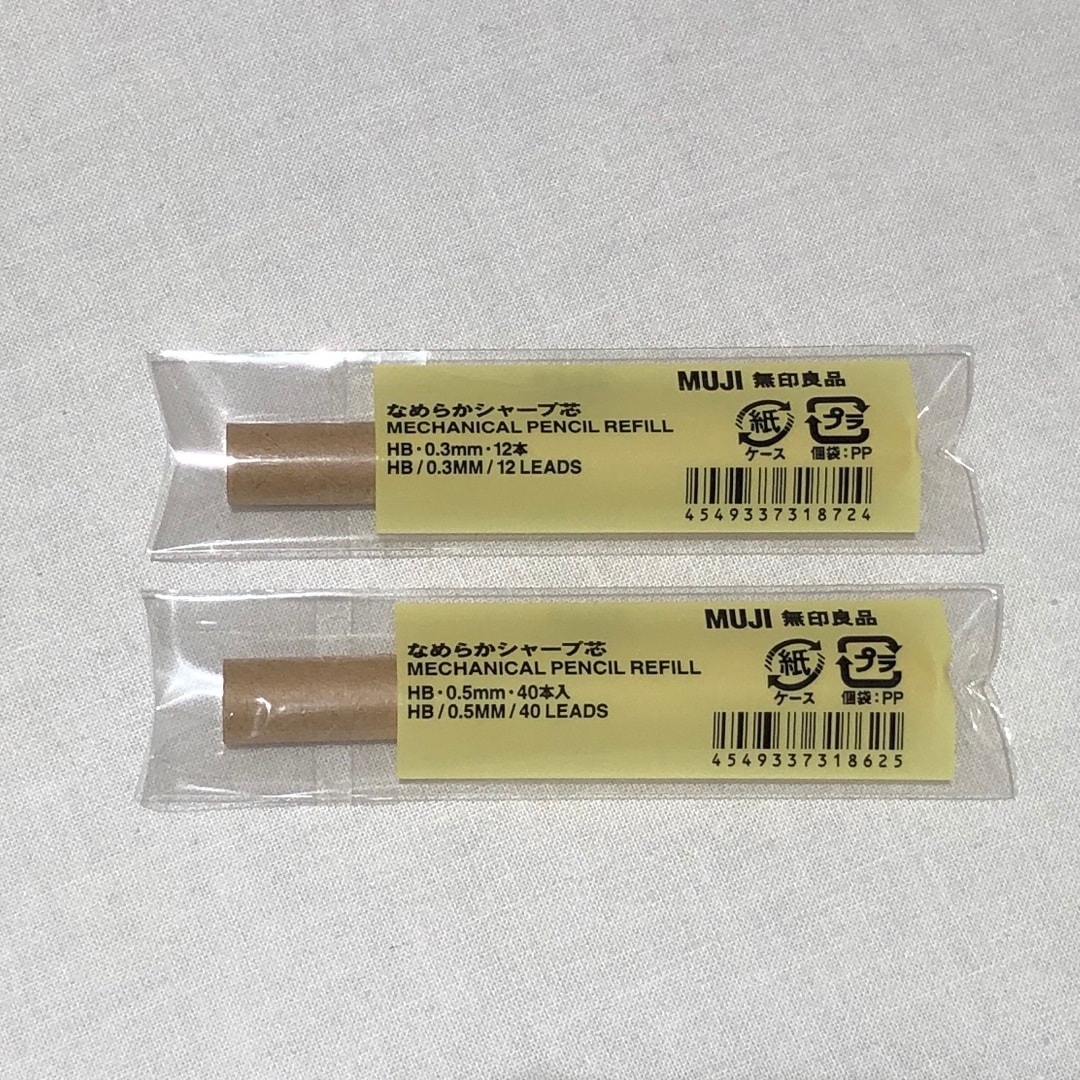 MUJI 無印良品
なめらかシャープ芯
MECHANICAL PENCIL REFILL
HB・0.3mm・12本
HB / 0.3MM / 12 LEADS
紙 プラ
ケース 個袋:PP
4549337318724
MUJI 無印良品
なめらかシャープ芯
MECHANICAL PENCIL REFILL
HB・0.5mm・40本入
HB / 0.5MM / 40 LEADS
紙 プラ
ケース 個袋:PP
4549337318625